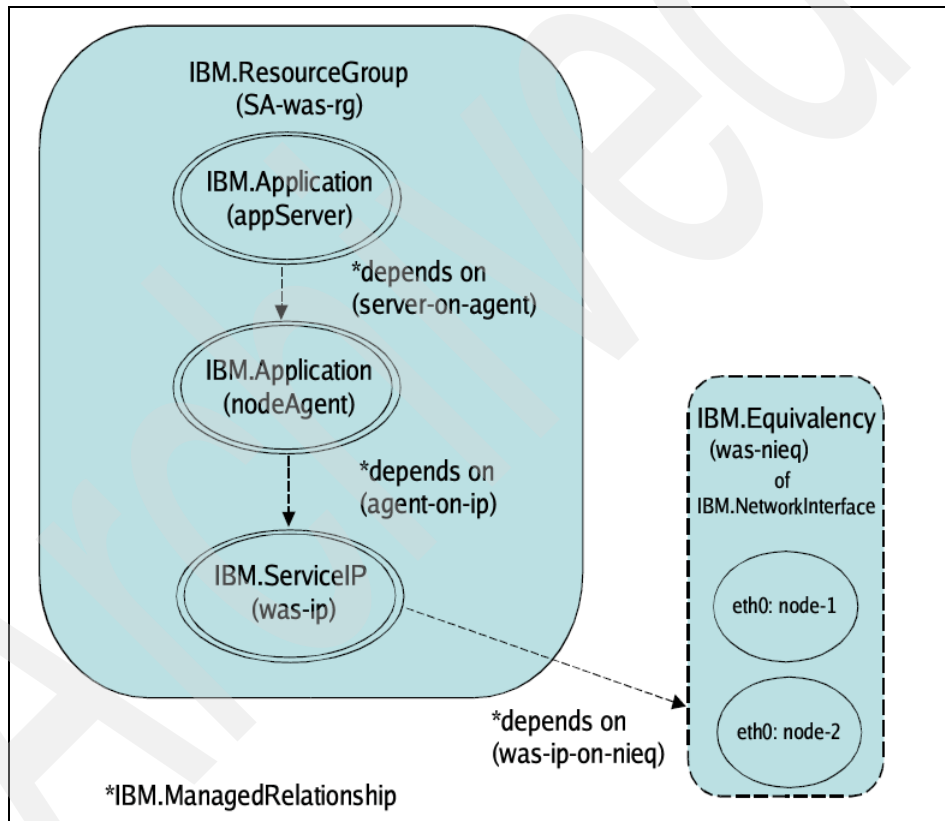 IBM.ResourceGroup
(SA-was-rg)
IBM.Application
(appServer)
*depends on
(server-on-agent)
IBM.Application
(nodeAgent)
*depends on
(agent-on-ip)
IBM.ServiceIP
(was-ip)
IBM.Equivalency
(was-nieq)
of
IBM.NetworkInterface
eth0: node-1
eth0: node-2
*depends on
(was-ip-on-nieq)
*IBM.ManagedRelationship
Archived